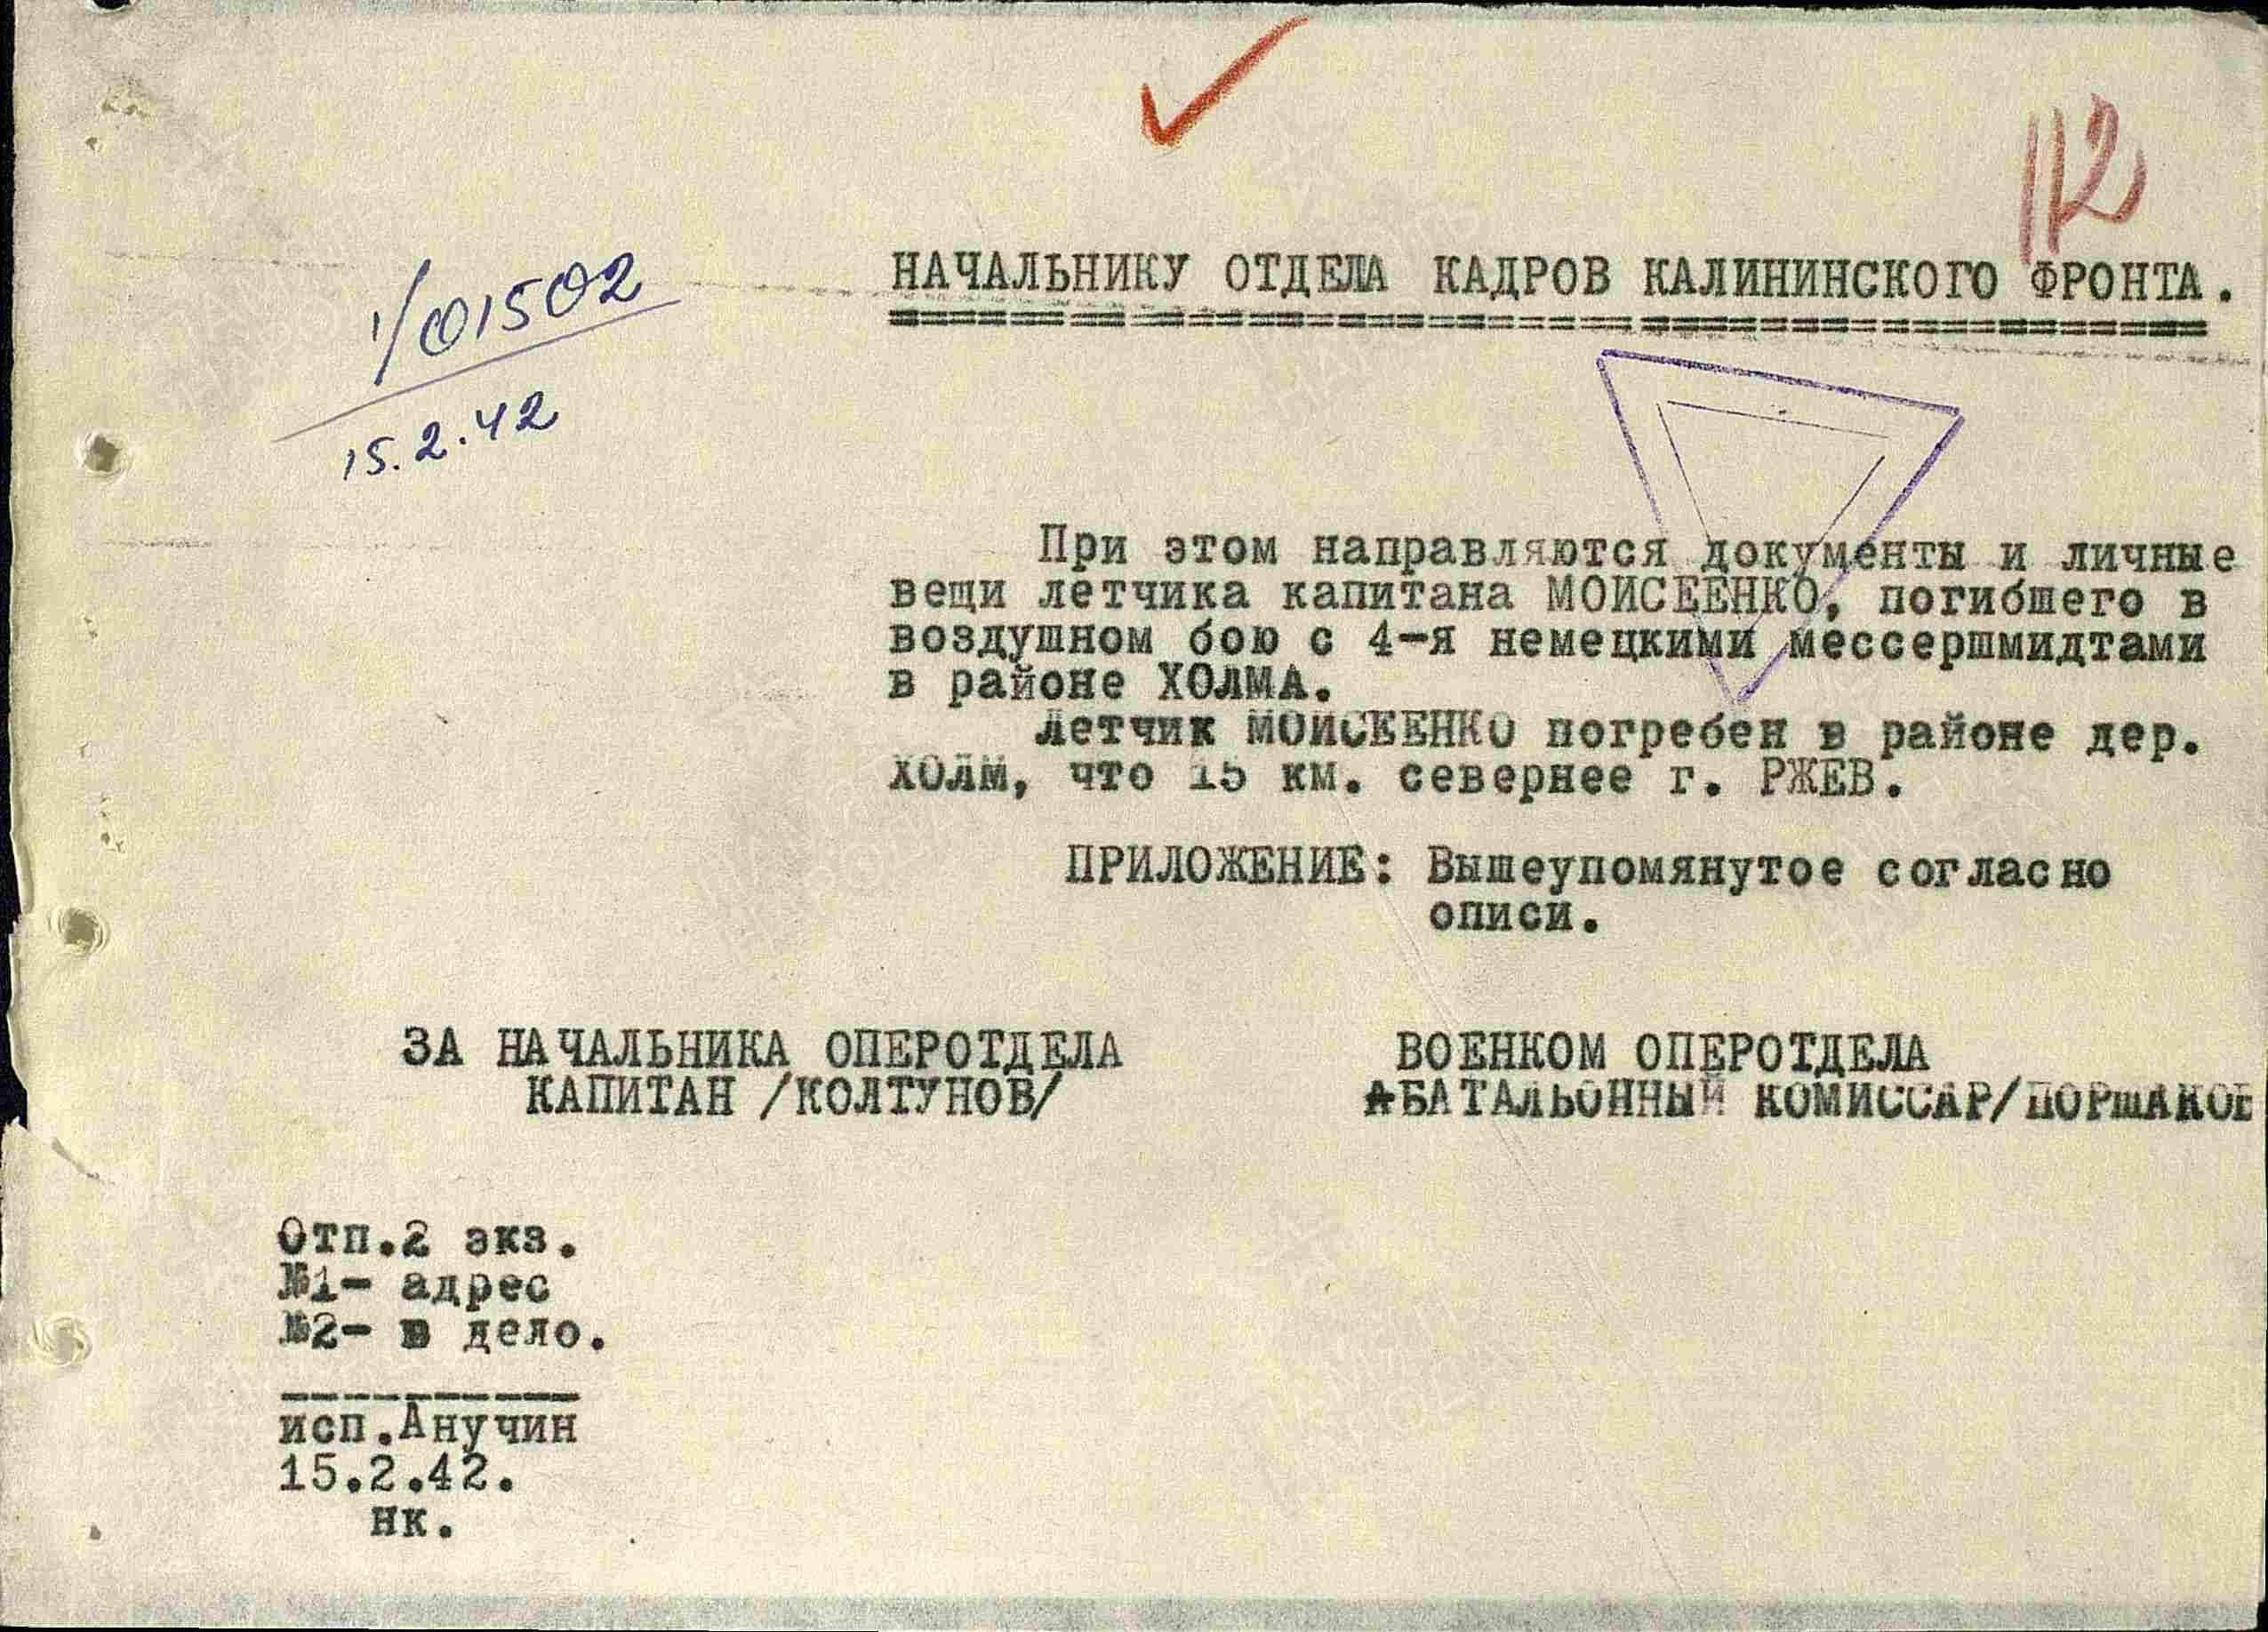 112
НАЧАЛЬНИКУ ОТДЕЛА КАДРОВ КАЛИНИНСКОГО ФРОНТА.
1/01502
15.2.42
При этом направляются документы и личные
вещи летчика капитана МОИСЕЕНКО, погибшего в
воздушном бою с 4-я немецкими мессершмидтами
в районе ХОЛМА.
Летчик МОИСЕЕНКО погребен в районе дер.
ХОЛМ, что 15 км. севернее г. РЖЕВ.
ПРИЛОЖЕНИЕ: Вышеупомянутое согласно
описи.
ЗА НАЧАЛЬНИКА ОПЕРОТДЕЛА
КАПИТАН /КОЛТУНОВ/
ВОЕНКОМ ОПЕРОТДЕЛА
БАТАЛЬОННЫЙ КОМИССАР/ПОРШАКОВ
Отп.2 экз.
№1- адрес
№2- в дело.
исп.Анучин
15.2.42.
нк.